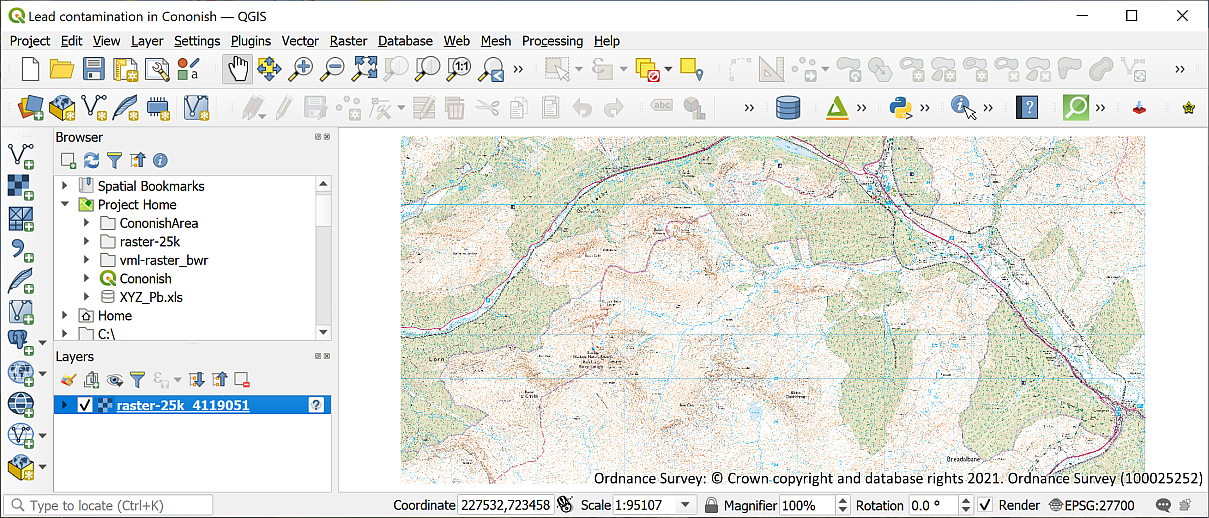 Lead contamination in Cononish — QGIS
Project Edit View Layer Settings Plugins Vector Raster Database Web Mesh Processing Help
Browser
Spatial Bookmarks
Project Home
CononishArea
raster-25k
vml-raster_bwr
Cononish
XYZ_Pb.xls
Home
C:\
Layers
raster-25k_4119051
Lorn
Breadalbane
Ordnance Survey: © Crown copyright and database rights 2021. Ordnance Survey (100025252)
Type to locate (Ctrl+K)
Coordinate 227532,723458 Scale 1:95107 Magnifier 100% Rotation 0.0 ° Render EPSG:27700